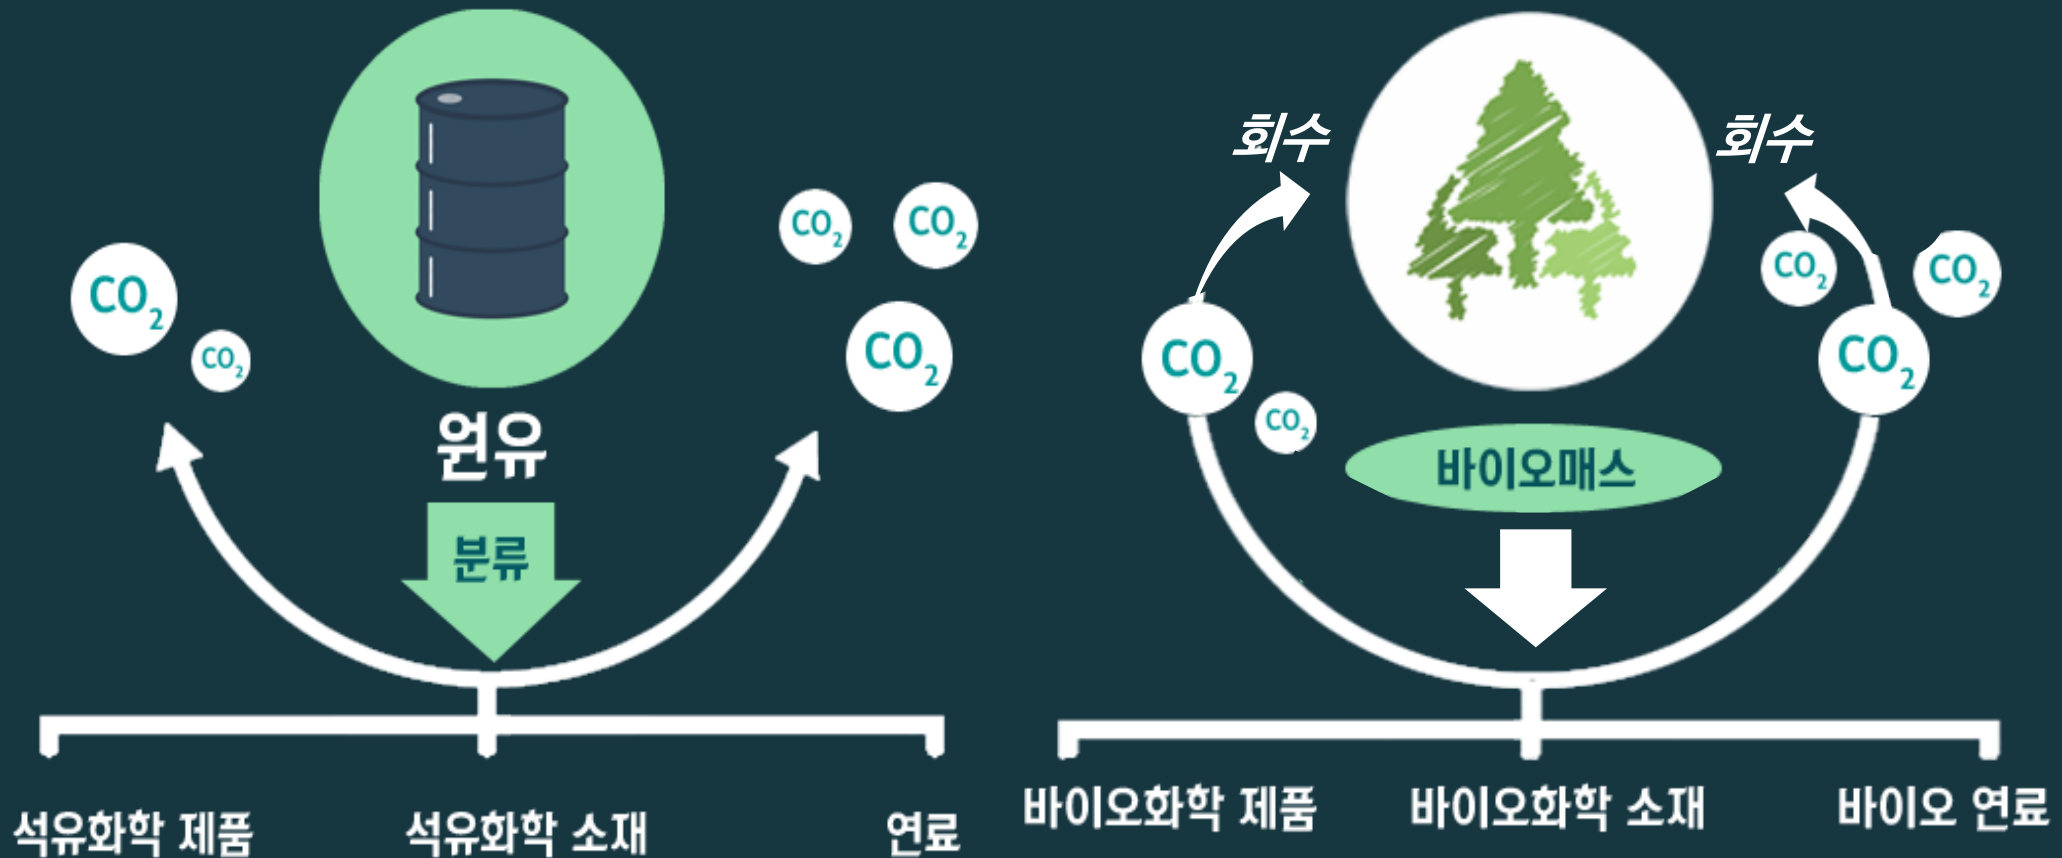 CO2
CO2
원유
분류
CO2
CO2
CO2
석유화학 제품
석유화학 소재
연료
회수
회수
CO2
CO2
바이오매스
CO2
CO2
CO2
바이오화학 제품
바이오화학 소재
바이오 연료